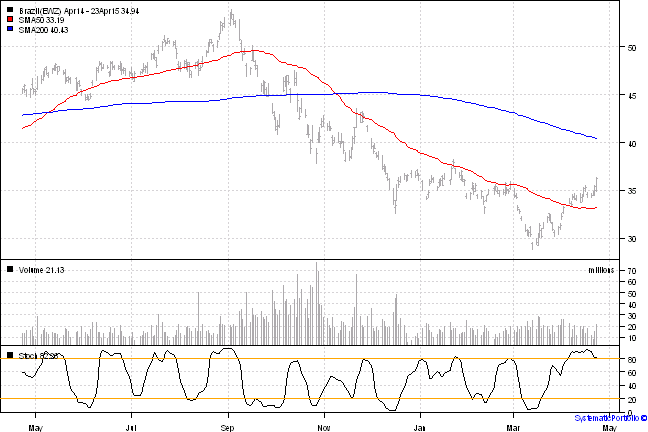 Brazil(EWZ) Apr14 - 23Apr15 34.94
SMA50 33.19
SMA200 40.43
50
45
40
35
30
Volume 21.13
millions
70
60
50
40
30
20
10
80
60
40
20
0
May
Jul
Sep
Nov
Jan
Mar
May
SystematicPortfolio ©